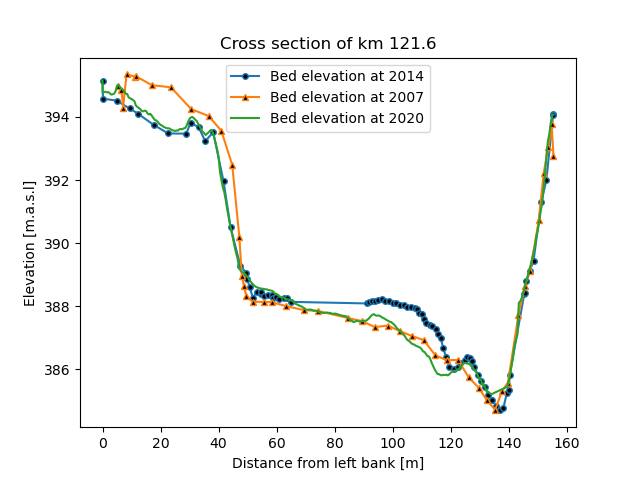 Cross section of km 121.6
Bed elevation at 2014
Bed elevation at 2007
Bed elevation at 2020
Elevation [m.a.s.l]
394
392
390
388
386
0 20 40 60 80 100 120 140 160
Distance from left bank [m]